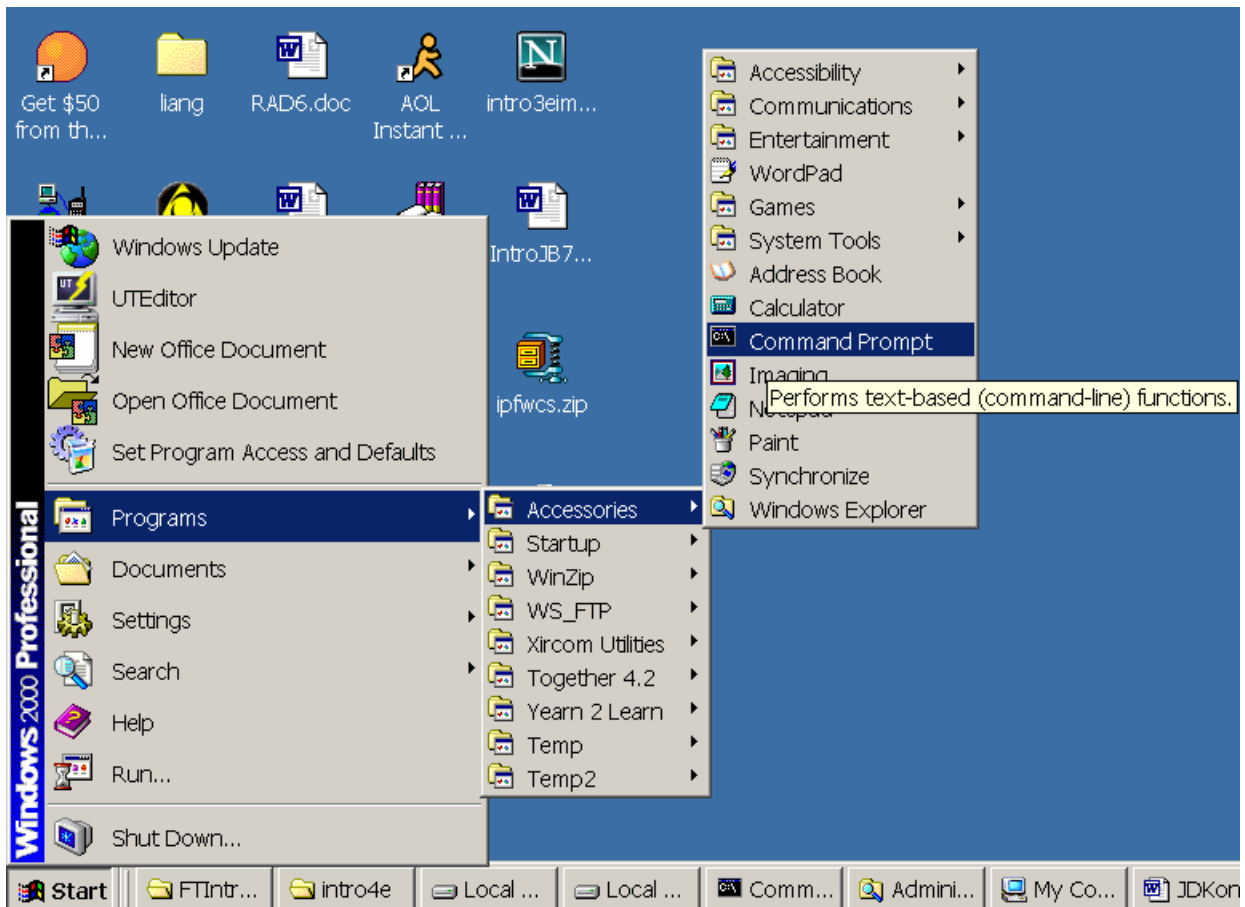 Get $50
from th...
liang
RAD6.doc
AOL
Instant ...
intro3eim...
IntroJB7...
ipfwcs.zip
Windows 2000 Professional
Windows Update
UTEditor
New Office Document
Open Office Document
Set Program Access and Defaults
Programs
Documents
Settings
Search
Help
Run...
Shut Down...
Accessories
Startup
WinZip
WS_FTP
Xircom Utilities
Together 4.2
Yearn 2 Learn
Temp
Temp2
Accessibility
Communications
Entertainment
WordPad
Games
System Tools
Address Book
Calculator
Command Prompt
Imaging
Performs text-based (command-line) functions.
Notepad
Paint
Synchronize
Windows Explorer
Start
FTIntr...
intro4e
Local ...
Local ...
Comm...
Admini...
My Co...
JDKon